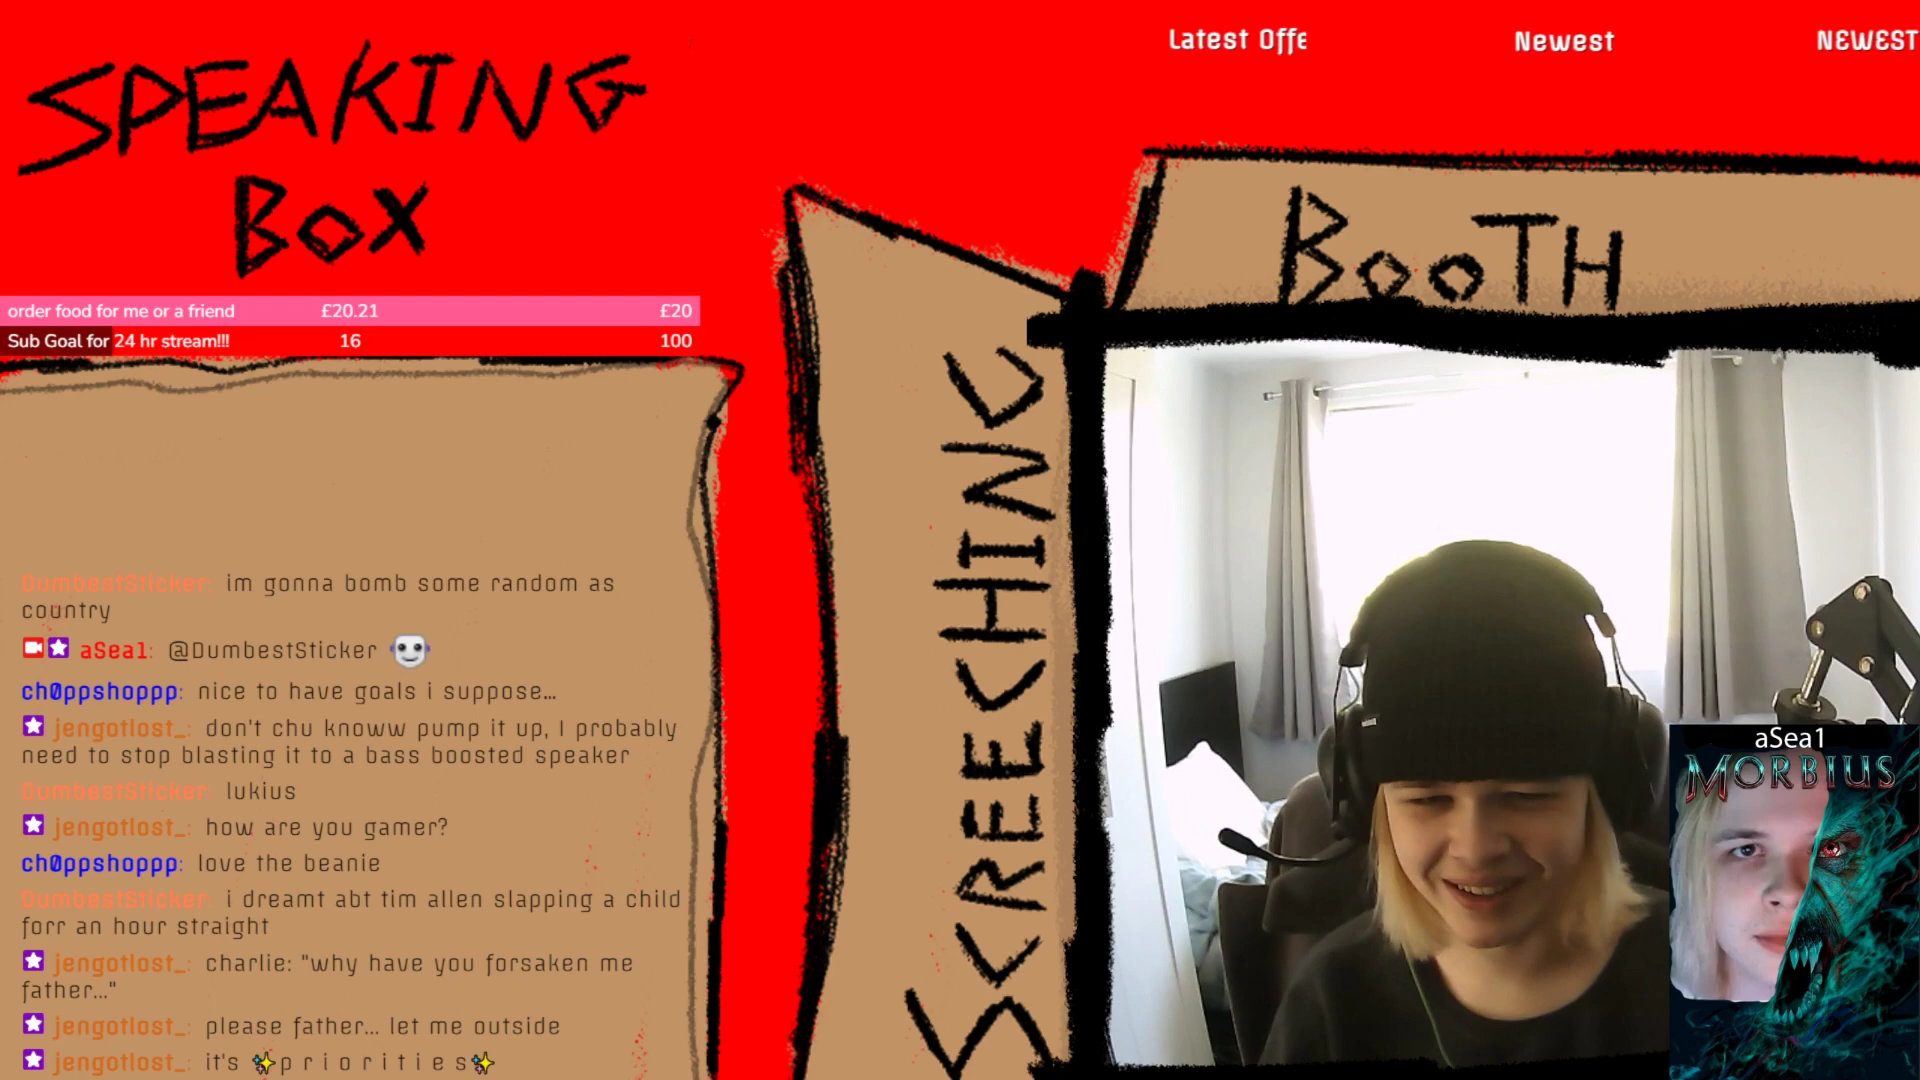 SPEAKING
BOX
Latest Offe
Newest
NEWEST
BOOTH
SCREECHING
order food for me or a friend £20.21 £20
Sub Goal for 24 hr stream!!! 16 100
DumbestSticker: im gonna bomb some random as
country
aSea1: @DumbestSticker
ch0ppshoppp: nice to have goals i suppose...
jengotlost_: don't chuknoww pump it up, I probably
need to stop blasting it to a bass boosted speaker
DumbestSticker: lukius
jengotlost_: how are you gamer?
ch0ppshoppp: love the beanie
DumbestSticker: i dreamt abt tim allen slapping a child
forr an hour straight
jengotlost_: charlie: "why have you forsaken me
father..."
jengotlost_: please father... let me outside
jengotlost_: it's ✨p r i o r i t i e s✨
aSea1
MORBIUS